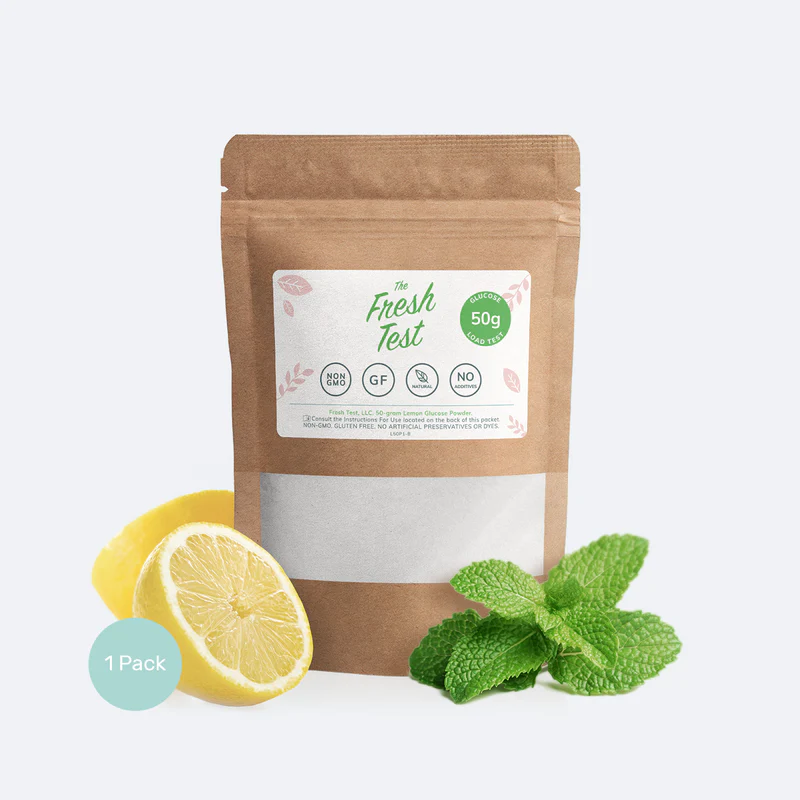 The
Fresh
Test
GLUCOSE
50g
LOAD TEST
NON
GMO
GF
NATURAL
NO
ADDITIVES
Fresh Test, LLC. 50-gram Lemon Glucose Powder.
Consult the Instructions For Use located on the back of this packet.
NON-GMO. GLUTEN FREE. NO ARTIFICIAL PRESERVATIVES OR DYES.
1 Pack